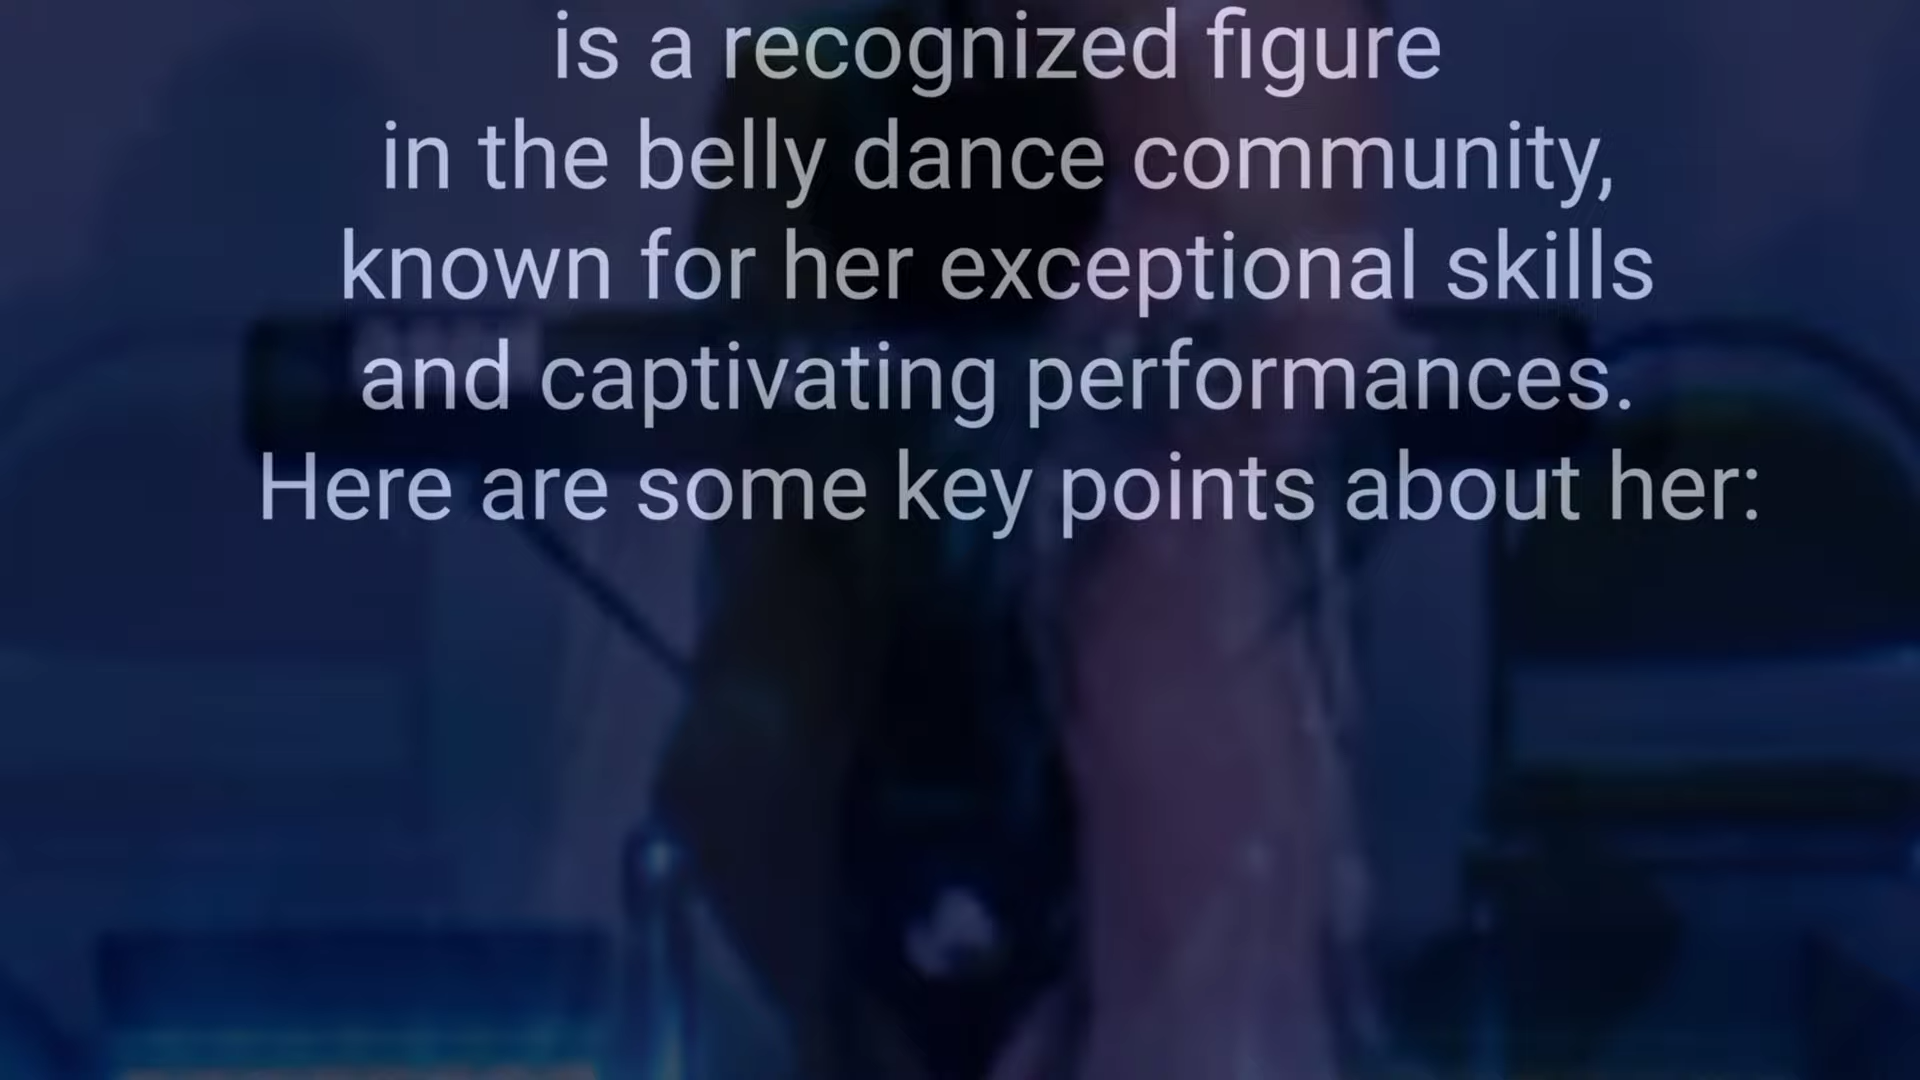 is a recognized figure
in the belly dance community,
known for her exceptional skills
and captivating performances.
Here are some key points about her: